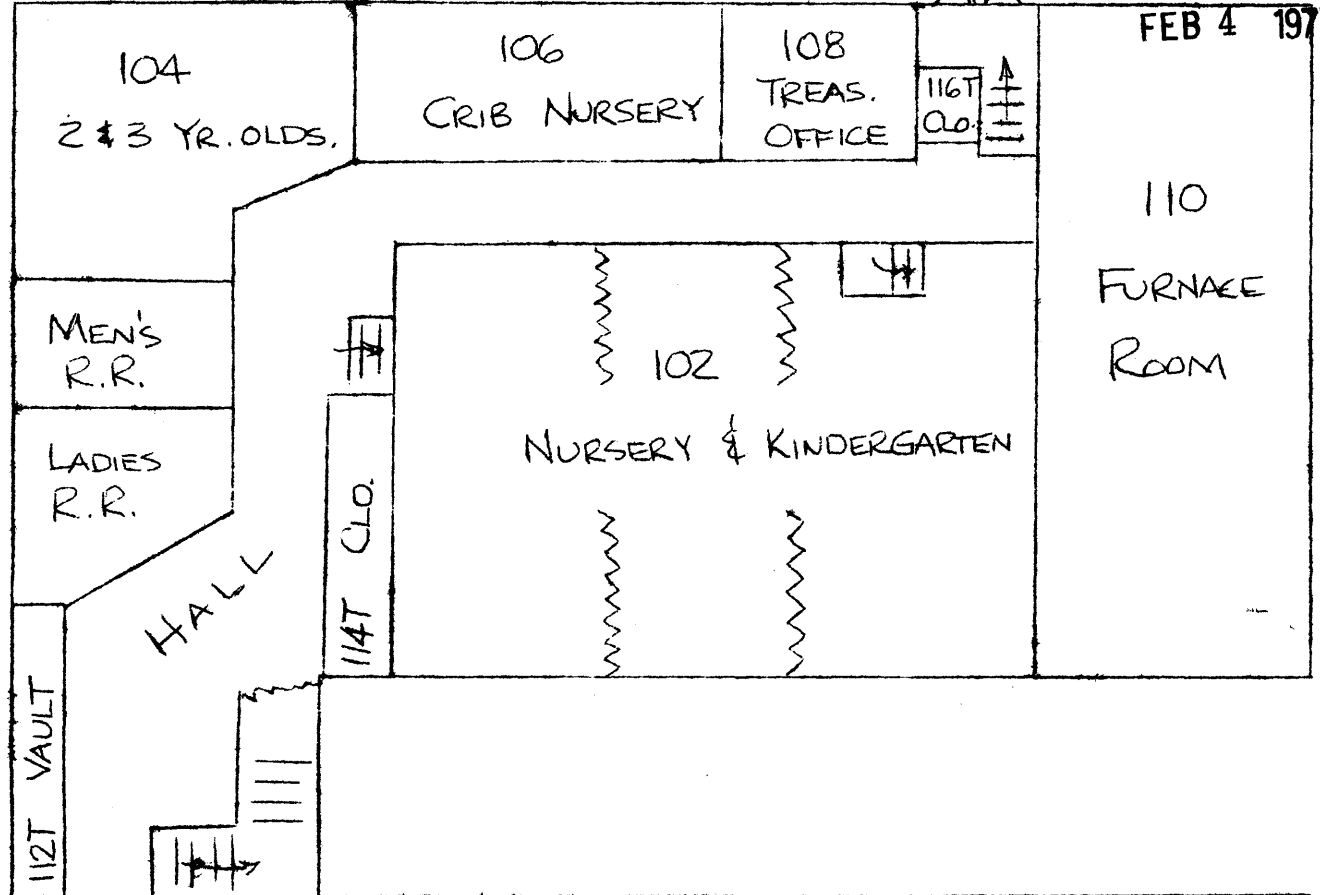 FEB 4 197
104
2 & 3 YR. OLDS.
106
CRIB NURSERY
108
TREAS.
OFFICE
116T
CLO.
110
FURNACE
ROOM
MEN'S
R.R.
LADIES
R.R.
102
NURSERY & KINDERGARTEN
114T CLO.
HALL
112T VAULT